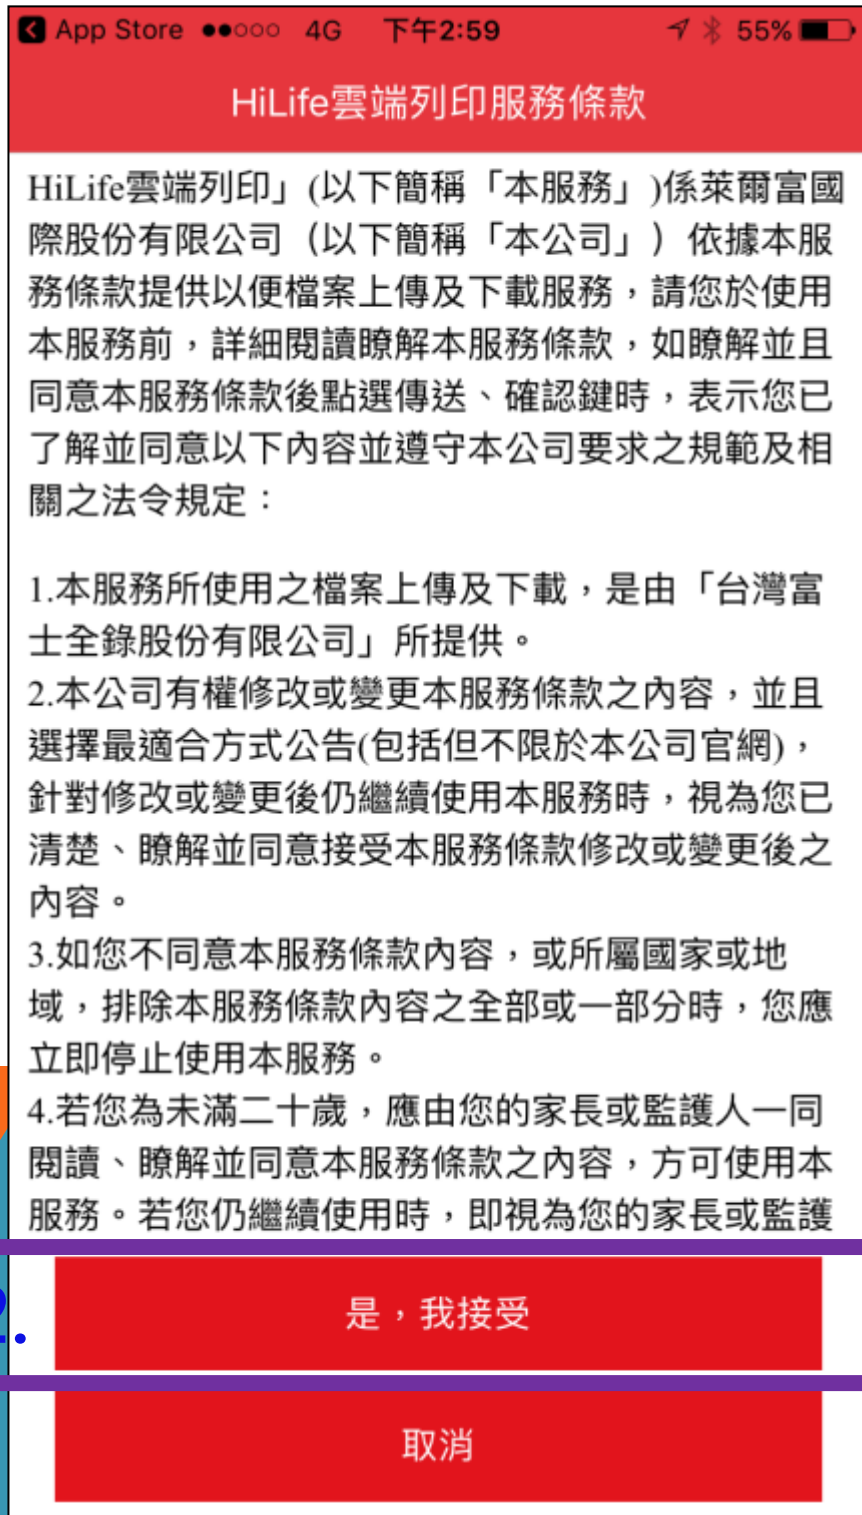 App Store 4G 下午2:59 55%
HiLife雲端列印服務條款
HiLife雲端列印」(以下簡稱「本服務」)係萊爾富國
際股份有限公司（以下簡稱「本公司」）依據本服
務條款提供以便檔案上傳及下載服務，請您於使用
本服務前，詳細閱讀瞭解本服務條款，如瞭解並且
同意本服務條款後點選傳送、確認鍵時，表示您已
了解並同意以下內容並遵守本公司要求之規範及相
關之法令規定：
1.本服務所使用之檔案上傳及下載，是由「台灣富
士全錄股份有限公司」所提供。
2.本公司有權修改或變更本服務條款之內容，並且
選擇最適合方式公告(包括但不限於本公司官網)，
針對修改或變更後仍繼續使用本服務時，視為您已
清楚、瞭解並同意接受本服務條款修改或變更後之
內容。
3.如您不同意本服務條款內容，或所屬國家或地
域，排除本服務條款內容之全部或一部分時，您應
立即停止使用本服務。
4.若您為未滿二十歲，應由您的家長或監護人一同
閱讀、瞭解並同意本服務條款之內容，方可使用本
服務。若您仍繼續使用時，即視為您的家長或監護
2.
是，我接受
取消